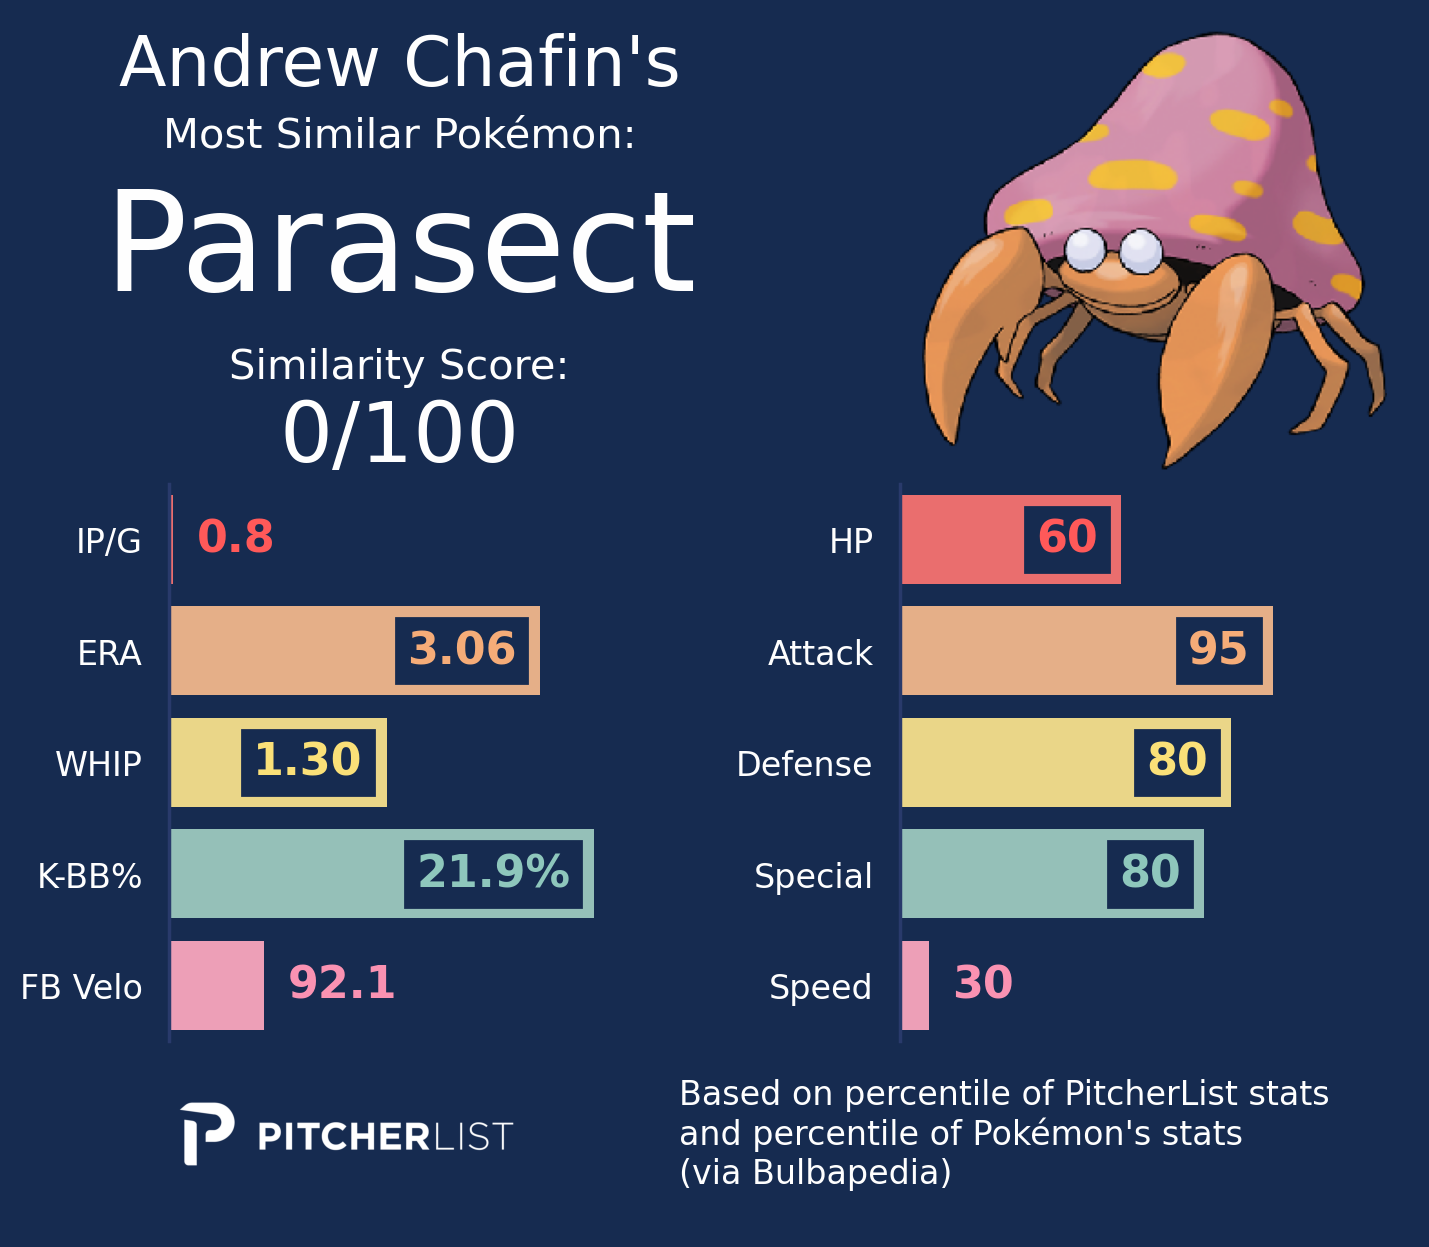 Andrew Chafin's
Most Similar Pokémon:
Parasect
Similarity Score:
0/100
IP/G 0.8
ERA 3.06
WHIP 1.30
K-BB% 21.9%
FB Velo 92.1
HP 60
Attack 95
Defense 80
Special 80
Speed 30
PITCHERLIST
Based on percentile of PitcherList stats
and percentile of Pokémon's stats
(via Bulbapedia)